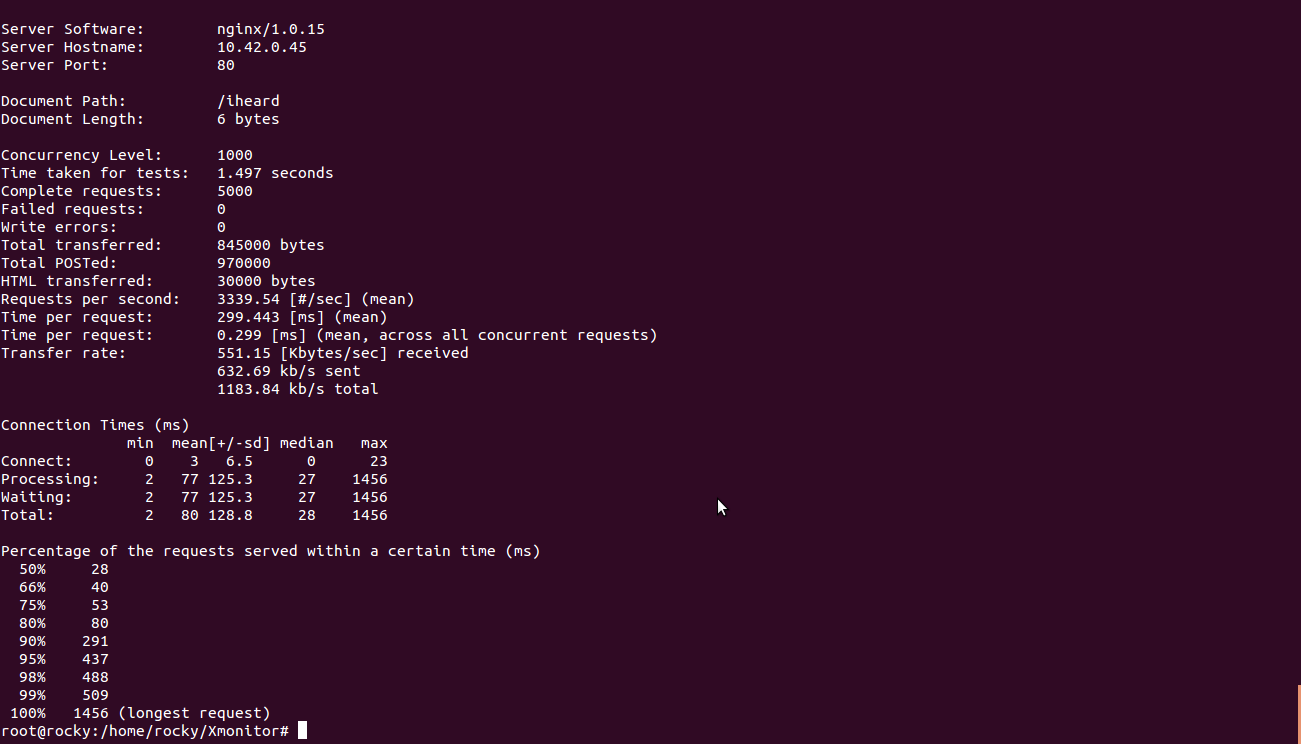 Server Software:        nginx/1.0.15
Server Hostname:        10.42.0.45
Server Port:            80
Document Path:          /iheard
Document Length:        6 bytes
Concurrency Level:      1000
Time taken for tests:   1.497 seconds
Complete requests:      5000
Failed requests:        0
Write errors:           0
Total transferred:      845000 bytes
Total POSTed:           970000
HTML transferred:       30000 bytes
Requests per second:    3339.54 [#/sec] (mean)
Time per request:       299.443 [ms] (mean)
Time per request:       0.299 [ms] (mean, across all concurrent requests)
Transfer rate:          551.15 [Kbytes/sec] received
                        632.69 kb/s sent
                        1183.84 kb/s total
Connection Times (ms)
              min  mean[+/-sd] median   max
Connect:        0    3   6.5      0      23
Processing:     2   77 125.3     27    1456
Waiting:        2   77 125.3     27    1456
Total:          2   80 128.8     28    1456
Percentage of the requests served within a certain time (ms)
  50%     28
  66%     40
  75%     53
  80%     80
  90%    291
  95%    437
  98%    488
  99%    509
 100%   1456 (longest request)
root@rocky:/home/rocky/Xmonitor#